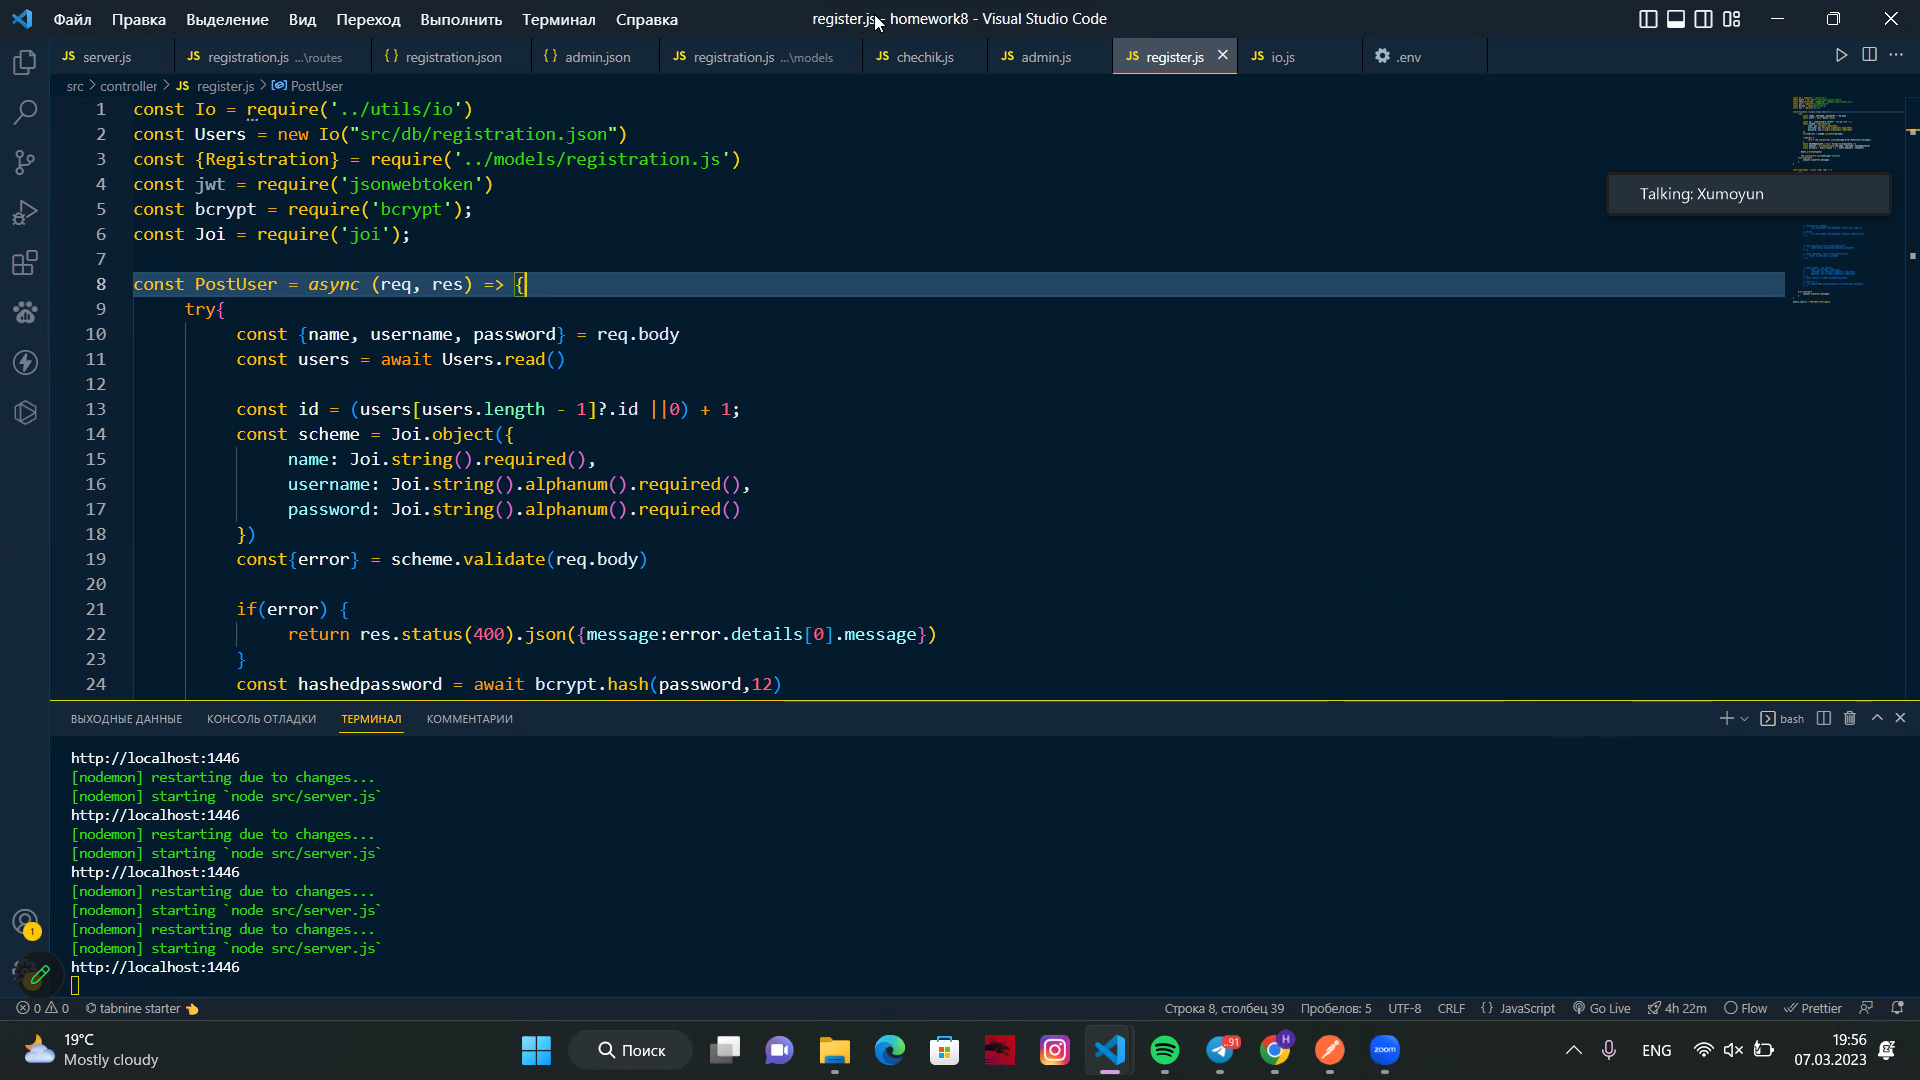 Файл Правка Выделение Вид Переход Выполнить Терминал Справка
register.js - homework8 - Visual Studio Code
JS server.js
JS registration.js ...\routes
{ } registration.json
{ } admin.json
JS registration.js ...\models
JS chechik.js
JS admin.js
JS register.js
JS io.js
.env
src > controller > JS register.js > PostUser
1 const Io = require('../utils/io')
2 const Users = new Io("src/db/registration.json")
3 const {Registration} = require('../models/registration.js')
4 const jwt = require('jsonwebtoken')
5 const bcrypt = require('bcrypt');
6 const Joi = require('joi');
7
8 const PostUser = async (req, res) => {
9 try{
10 const {name, username, password} = req.body
11 const users = await Users.read()
12
13 const id = (users[users.length - 1]?.id ||0) + 1;
14 const scheme = Joi.object({
15 name: Joi.string().required(),
16 username: Joi.string().alphanum().required(),
17 password: Joi.string().alphanum().required()
18 })
19 const{error} = scheme.validate(req.body)
20
21 if(error) {
22 return res.status(400).json({message:error.details[0].message})
23 }
24 const hashedpassword = await bcrypt.hash(password,12)
Talking: Xumoyun
ВЫХОДНЫЕ ДАННЫЕ КОНСОЛЬ ОТЛАДКИ ТЕРМИНАЛ КОММЕНТАРИИ
bash
http://localhost:1446
[nodemon] restarting due to changes...
[nodemon] starting `node src/server.js`
http://localhost:1446
[nodemon] restarting due to changes...
[nodemon] starting `node src/server.js`
http://localhost:1446
[nodemon] restarting due to changes...
[nodemon] starting `node src/server.js`
[nodemon] restarting due to changes...
[nodemon] starting `node src/server.js`
http://localhost:1446
1
0 0 tabnine starter
Строка 8, столбец 39 Пробелов: 5 UTF-8 CRLF { } JavaScript Go Live 4h 22m Flow Prettier
19°C
Mostly cloudy
Поиск
91
H
zoom
ENG
19:56
07.03.2023